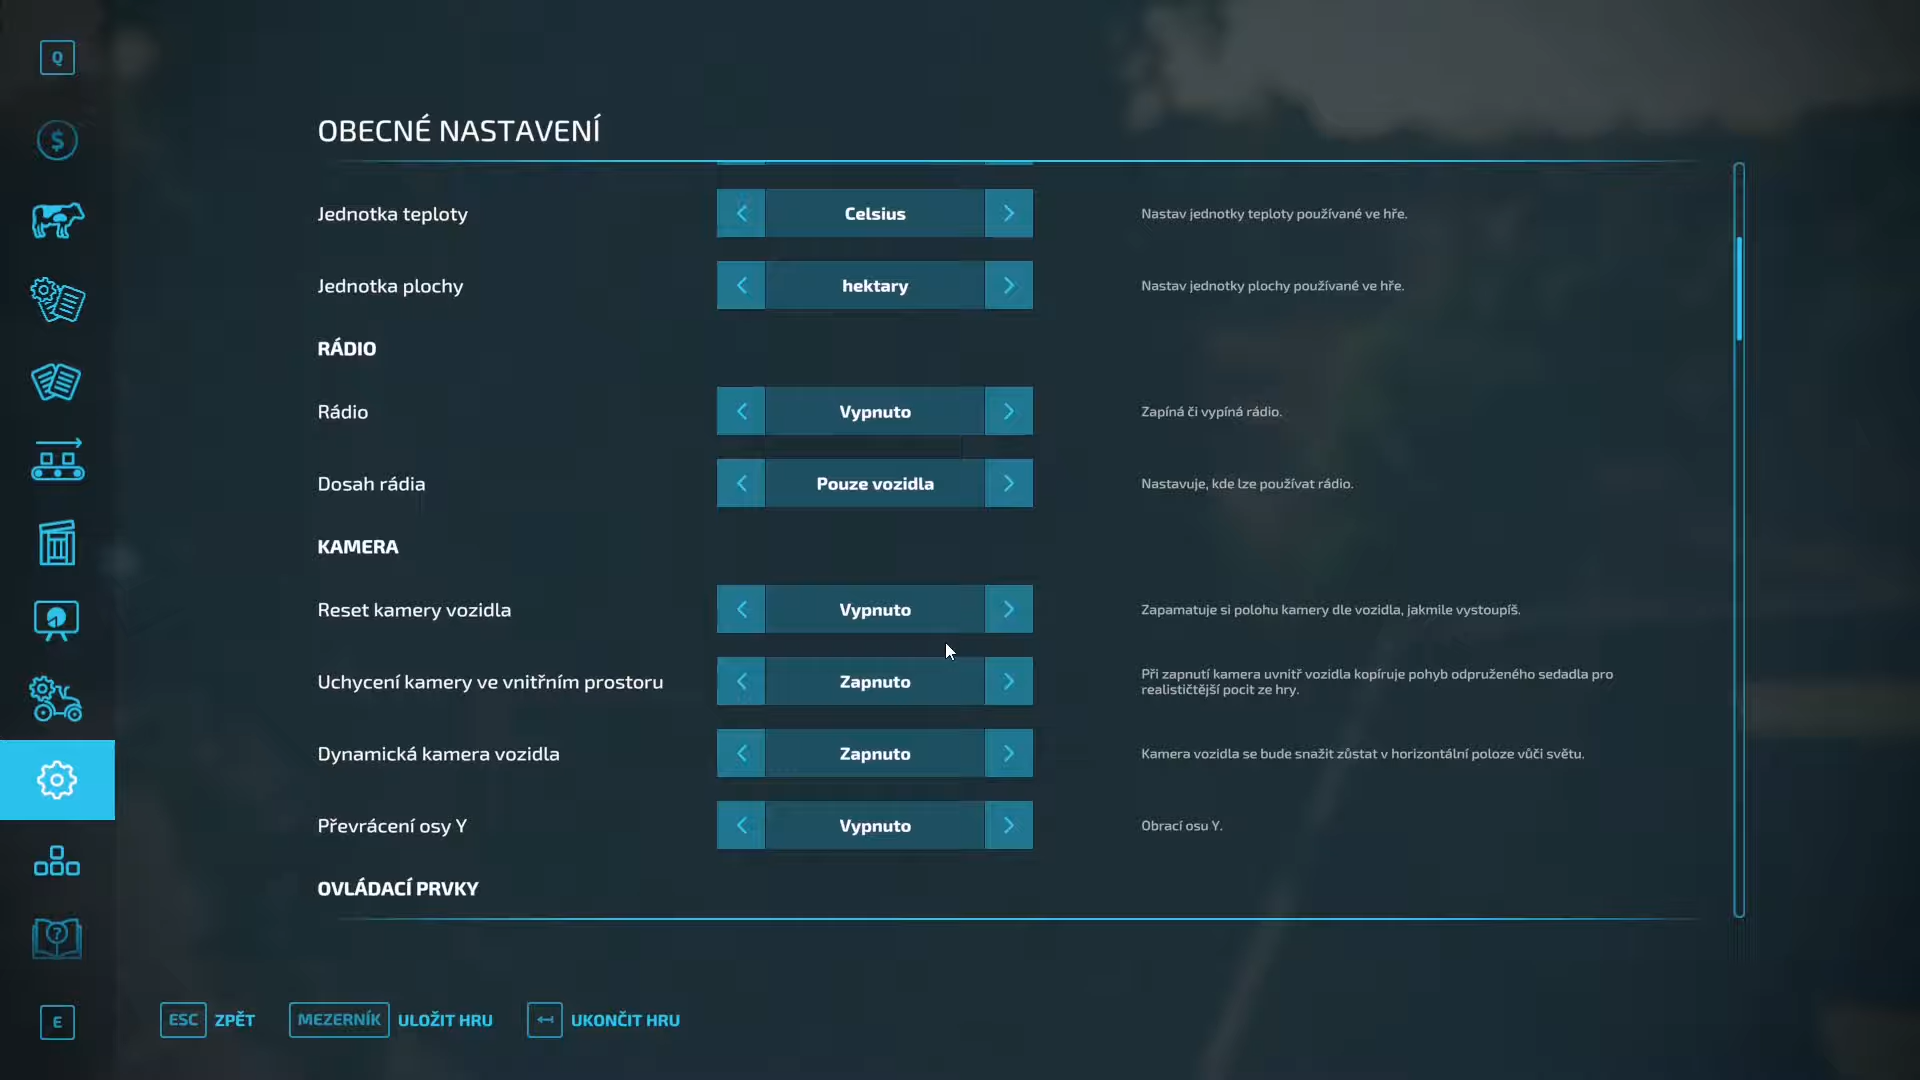 Q
$
OBECNÉ NASTAVENÍ
Jednotka teploty
Celsius
Nastav jednotky teploty používané ve hře.
Jednotka plochy
hektary
Nastav jednotky plochy používané ve hře.
RÁDIO
Rádio
Vypnuto
Zapíná či vypíná rádio.
Dosah rádia
Pouze vozidla
Nastavuje, kde lze používat rádio.
KAMERA
Reset kamery vozidla
Vypnuto
Zapamatuje si polohu kamery dle vozidla, jakmile vystoupíš.
Uchycení kamery ve vnitřním prostoru
Zapnuto
Při zapnutí kamera uvnitř vozidla kopíruje pohyb odpruženého sedadla pro
realističtější pocit ze hry.
Dynamická kamera vozidla
Zapnuto
Kamera vozidla se bude snažit zůstat v horizontální poloze vůči světu.
Převrácení osy Y
Vypnuto
Obrací osu Y.
OVLÁDACÍ PRVKY
?
E
ESC ZPĚT
MEZERNÍK ULOŽIT HRU
UKONČIT HRU